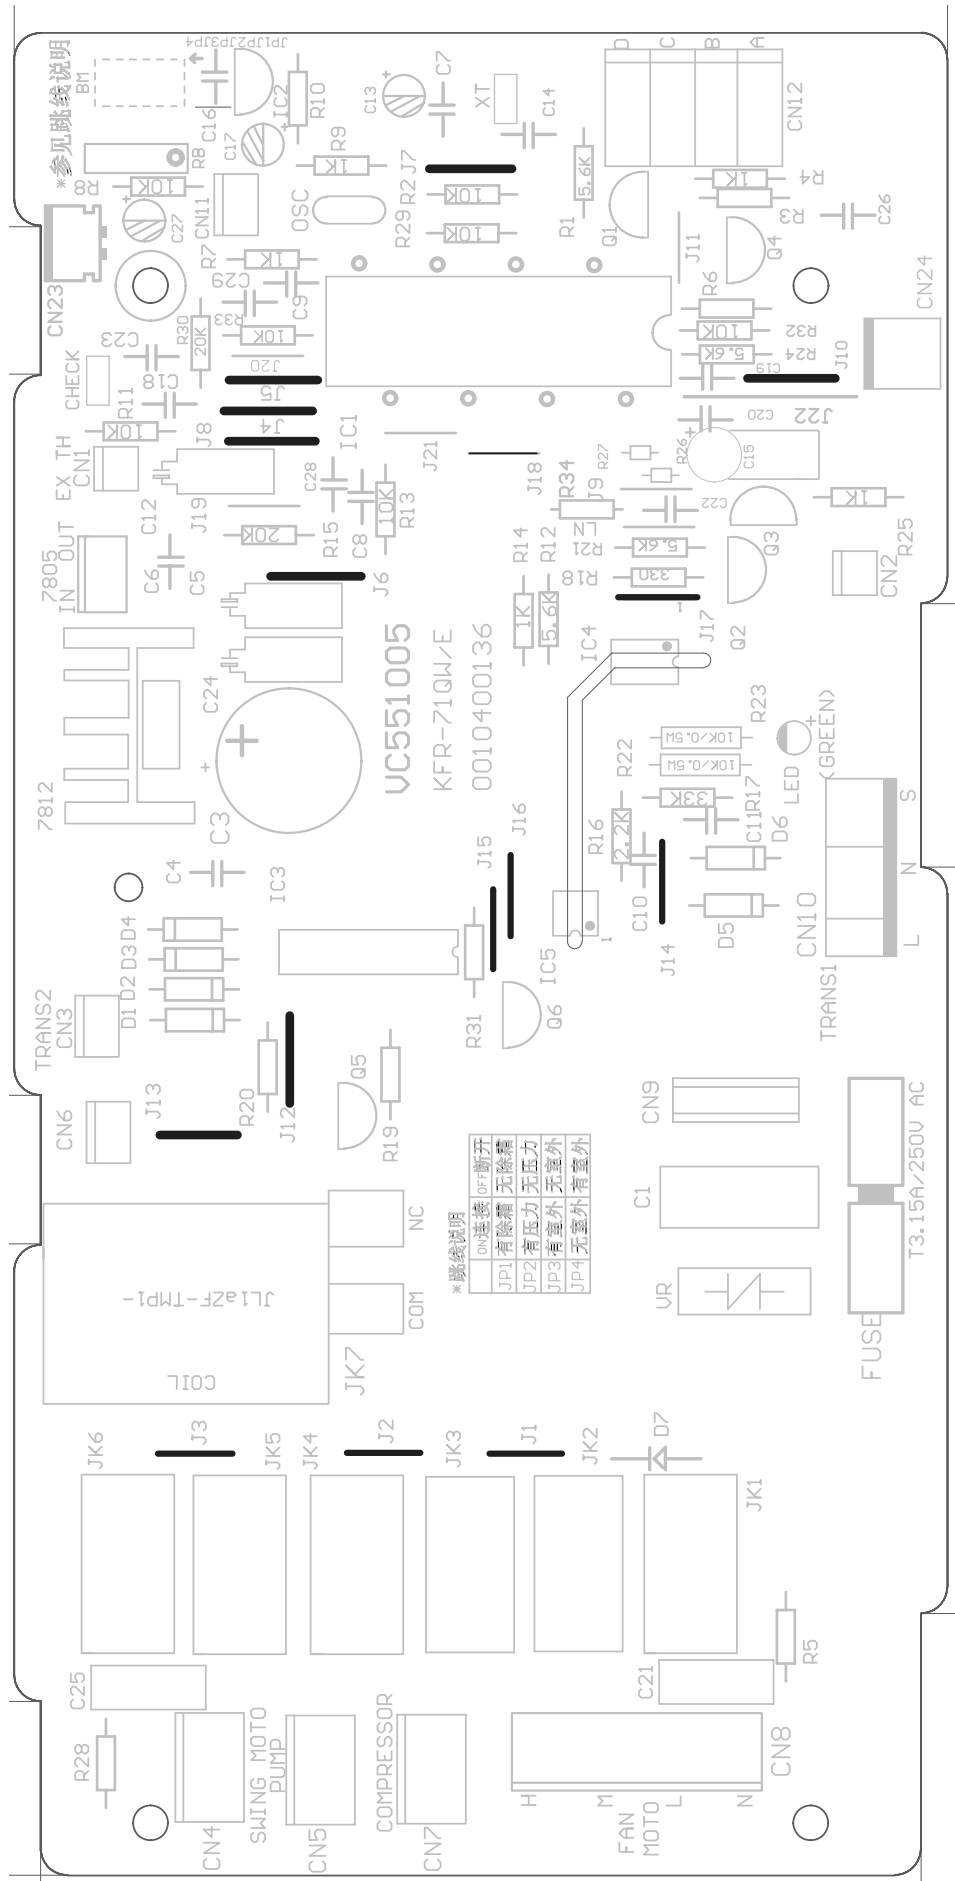 *参见跳线说明
BM
JP1JP2JP3JP4
C16
IC2
R10
C17
C13
C7
XT
C14
D
C
B
A
CN12
RB
R9
1K
J7
R8
10K
C27
CN11
OSC
R2
10K
R29
10K
R1
5.6K
Q1
R4
1K
R3
C26
J11
Q4
CN23
R7
1K
C29
C9
R33
10K
R30
20K
C23
R6
R32
10K
R24
5.6K
C19
J10
CN24
CHECK
C18
R11
10K
J20
J5
J4
J8
IC1
J21
J18
J22
C20
R26
R27
C15
EX TH
CN1
C12
J19
C28
R13
10K
R34
J9
C22
LN
R25
1K
7805
IN OUT
C6
C5
20K
R15
C8
J6
R14
1K
R12
5.6K
R21
5.6K
R18
330
Q3
CN2
1
J17
Q2
IC4
C24
VC551005
KFR-71QW/E
0010400136
7812
+
C3
R23
10K/0.5W
R22
10K/0.5W
LED
(GREEN)
33K
R17
C11
D6
R16
2.2K
C10
J14
D5
C4
IC3
J15
J16
IC5
1
S
N
L
CN10
TRANS1
D4
D3
D2
D1
TRANS2
CN3
R31
Q6
R20
J12
Q5
R19
CN6
J13
CN9
C1
VR
T3.15A/250V AC
FUSE
*跳线说明
ON连接 OFF断开
JP1 有除霜 无除霜
JP2 有压力 无压力
JP3 有室外 无室外
JP4 无室外 有室外
NC
COM
JL1aZF-TMP1-
COIL
JK7
JK6
J3
JK5
JK4
J2
JK3
J1
JK2
D7
JK1
R5
C25
C21
R28
CN4
SWING MOTO
PUMP
CN5
COMPRESSOR
CN7
H
M
L
N
FAN
MOTO
CN8